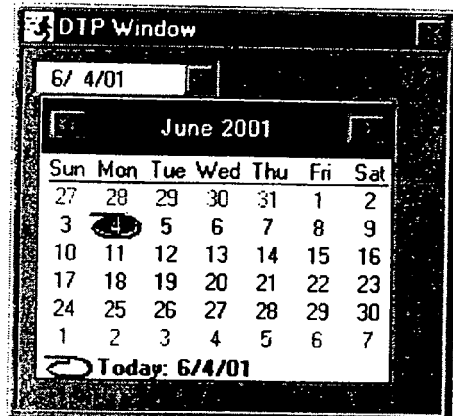 DTP Window
6/ 4/01
June 2001
Sun Mon Tue Wed Thu Fri Sat
27 28 29 30 31 1 2
3 4 5 6 7 8 9
10 11 12 13 14 15 16
17 18 19 20 21 22 23
24 25 26 27 28 29 30
1 2 3 4 5 6 7
Today: 6/4/01